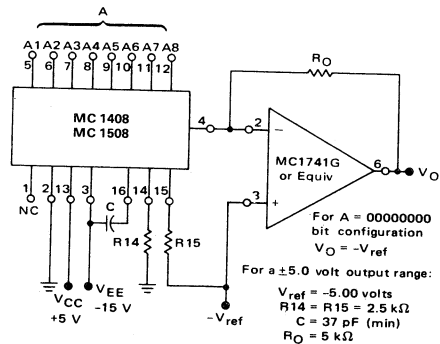 A
A1 A2 A3 A4 A5 A6 A7 A8
5 6 7 8 9 10 11 12
RO
MC 1408
MC 1508
4
2
−
MC1741G
or Equiv
6
VO
3
+
1 2 13 3 16 14 15
NC
C
R14
R15
For A = 00000000
bit configuration
VO = -Vref
For a ±5.0 volt output range:
VCC
+5 V
VEE
-15 V
-Vref
Vref = -5.00 volts
R14 = R15 = 2.5 kΩ
C = 37 pF (min)
RO = 5 kΩ